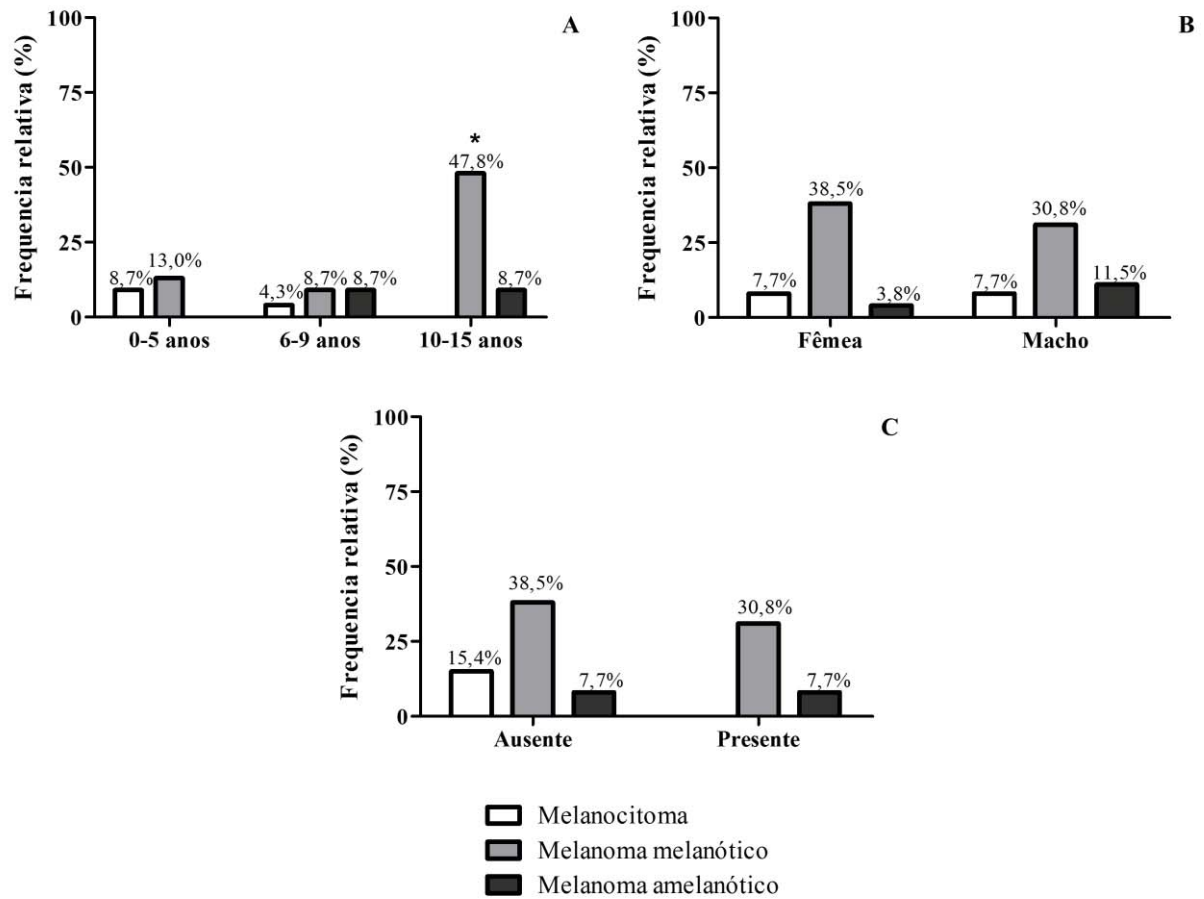 A
Frequencia relativa (%)
100
75
50
25
0
8,7%
13,0%
4,3%
8,7%
8,7%
*
47,8%
8,7%
0-5 anos
6-9 anos
10-15 anos
B
Frequencia relativa (%)
100
75
50
25
0
7,7%
38,5%
3,8%
7,7%
30,8%
11,5%
Fêmea
Macho
C
Frequencia relativa (%)
100
75
50
25
0
15,4%
38,5%
7,7%
30,8%
7,7%
Ausente
Presente
Melanocitoma
Melanoma melanótico
Melanoma amelanótico